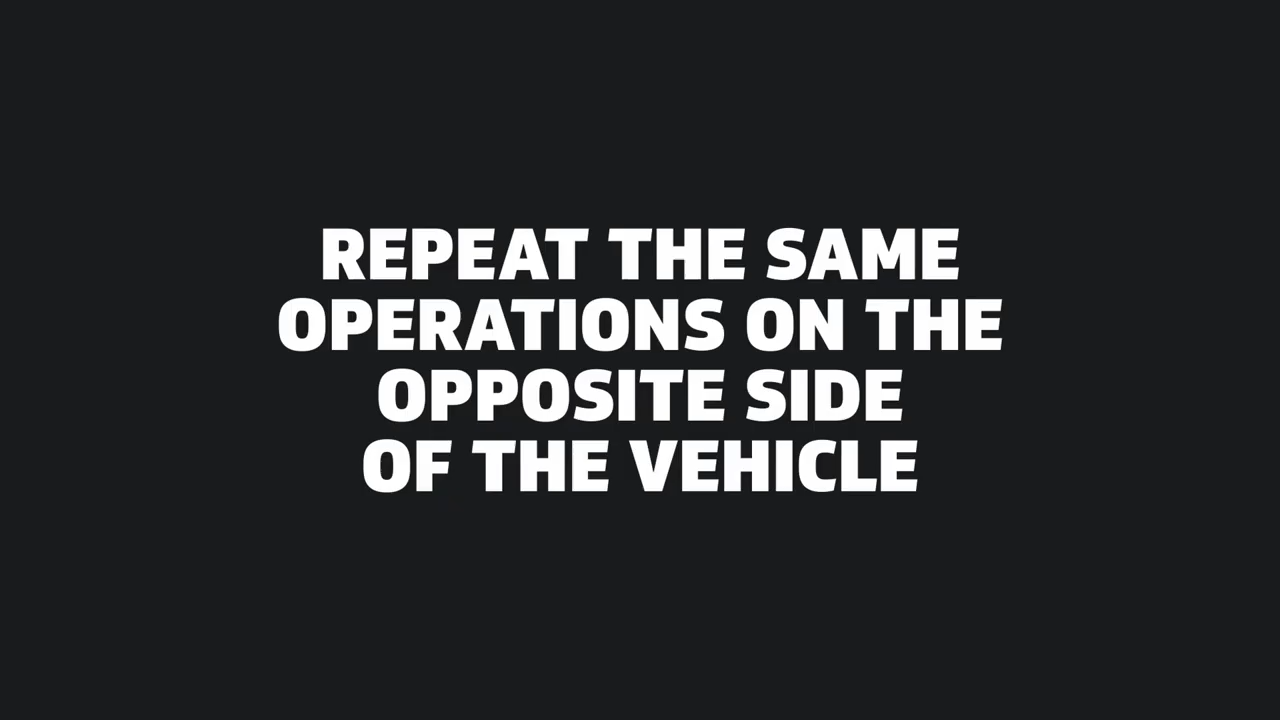 REPEAT THE SAME
OPERATIONS ON THE
OPPOSITE SIDE
OF THE VEHICLE